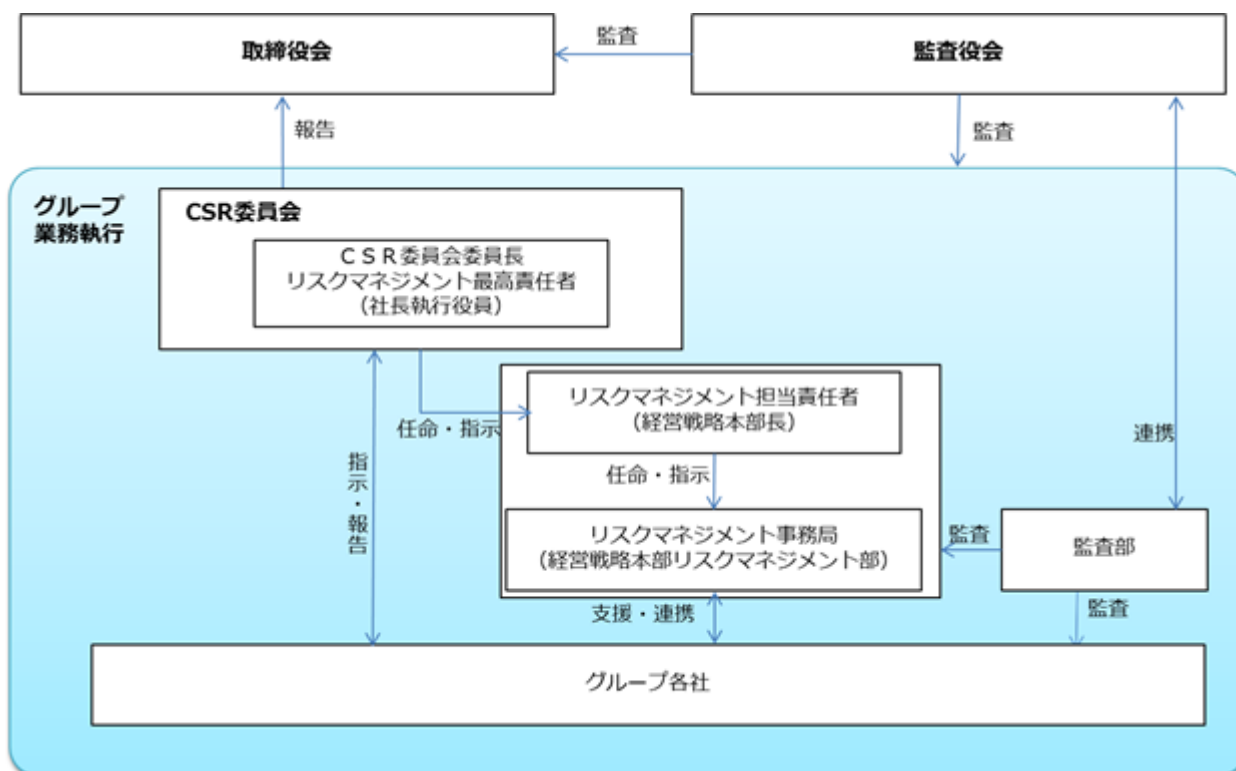 取締役会
監査
監査役会
報告
監査
グループ
業務執行
CSR委員会
ＣＳＲ委員会委員長
リスクマネジメント最高責任者
（社長執行役員）
リスクマネジメント担当責任者
（経営戦略本部長）
任命・指示
連携
指示・報告
任命・指示
リスクマネジメント事務局
（経営戦略本部リスクマネジメント部）
監査
監査部
支援・連携
監査
グループ各社